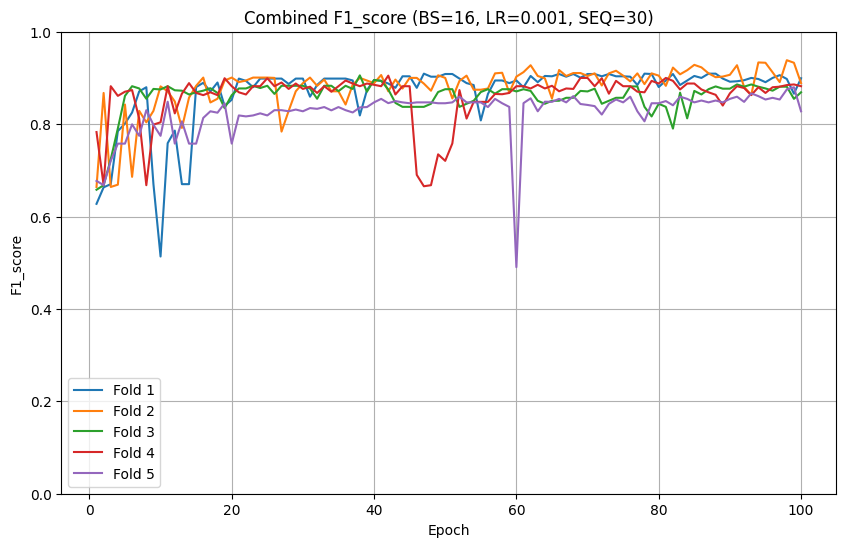 Combined F1_score (BS=16, LR=0.001, SEQ=30)
F1_score
1.0
0.8
0.6
0.4
0.2
0.0
Fold 1
Fold 2
Fold 3
Fold 4
Fold 5
0 20 40 60 80 100
Epoch